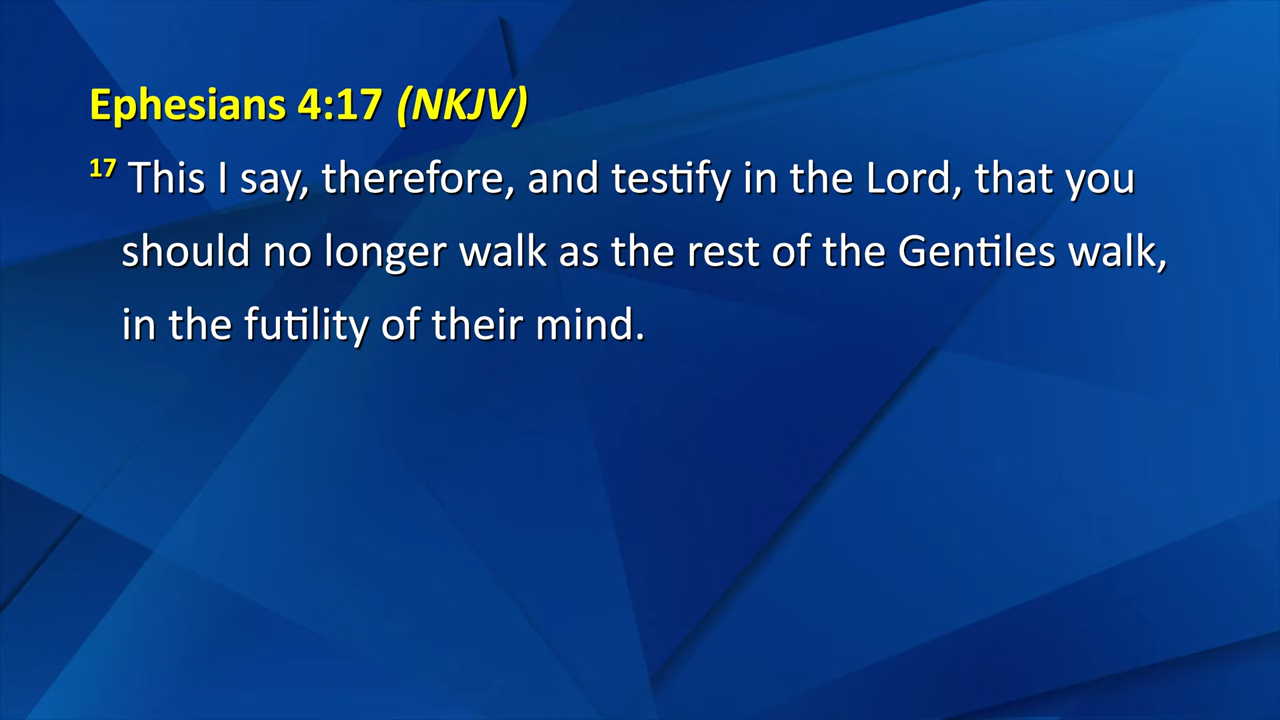 Ephesians 4:17 (NKJV)
17 This I say, therefore, and testify in the Lord, that you
should no longer walk as the rest of the Gentiles walk,
in the futility of their mind.